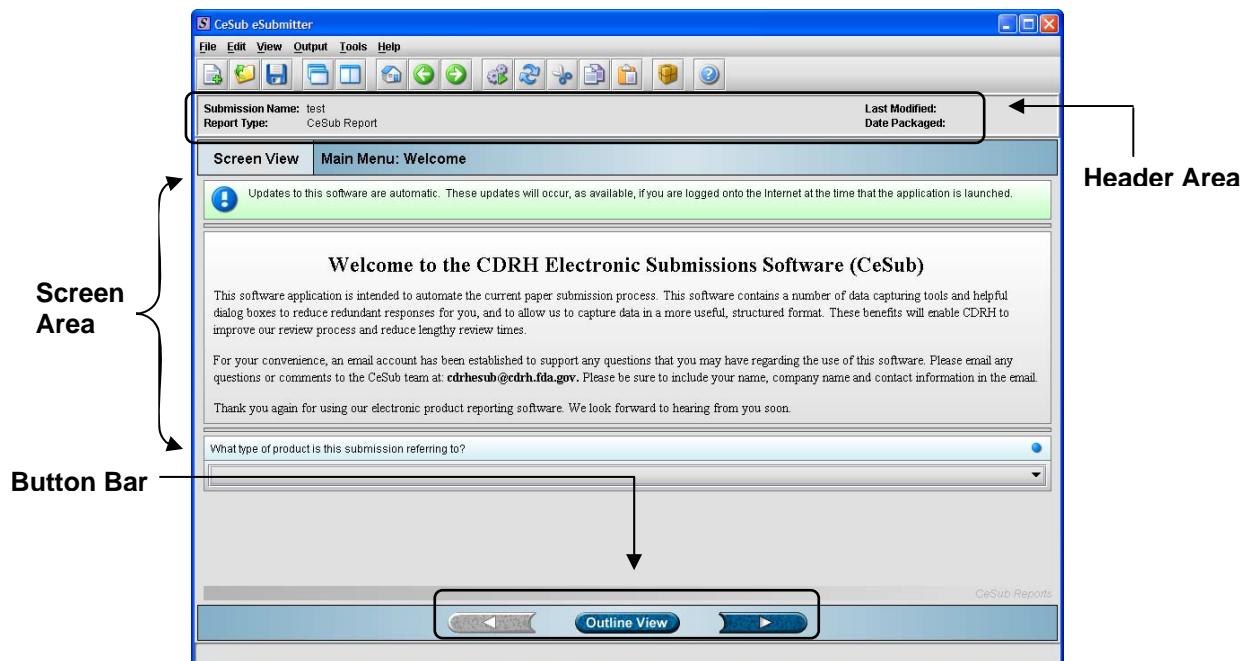 CeSub eSubmitter
File Edit View Output Tools Help
Submission Name: test
Last Modified:
Report Type: CeSub Report
Date Packaged:
Header Area
Screen View
Main Menu: Welcome
Updates to this software are automatic. These updates will occur, as available, if you are logged onto the Internet at the time that the application is launched.
Welcome to the CDRH Electronic Submissions Software (CeSub)
This software application is intended to automate the current paper submission process. This software contains a number of data capturing tools and helpful
dialog boxes to reduce redundant responses for you, and to allow us to capture data in a more useful, structured format. These benefits will enable CDRH to
improve our review process and reduce lengthy review times.
For your convenience, an email account has been established to support any questions that you may have regarding the use of this software. Please email any
questions or comments to the CeSub team at: cdrhesub@cdrh.fda.gov. Please be sure to include your name, company name and contact information in the email.
Thank you again for using our electronic product reporting software. We look forward to hearing from you soon.
Screen
Area
What type of product is this submission referring to?
Button Bar
CeSub Reports
Outline View